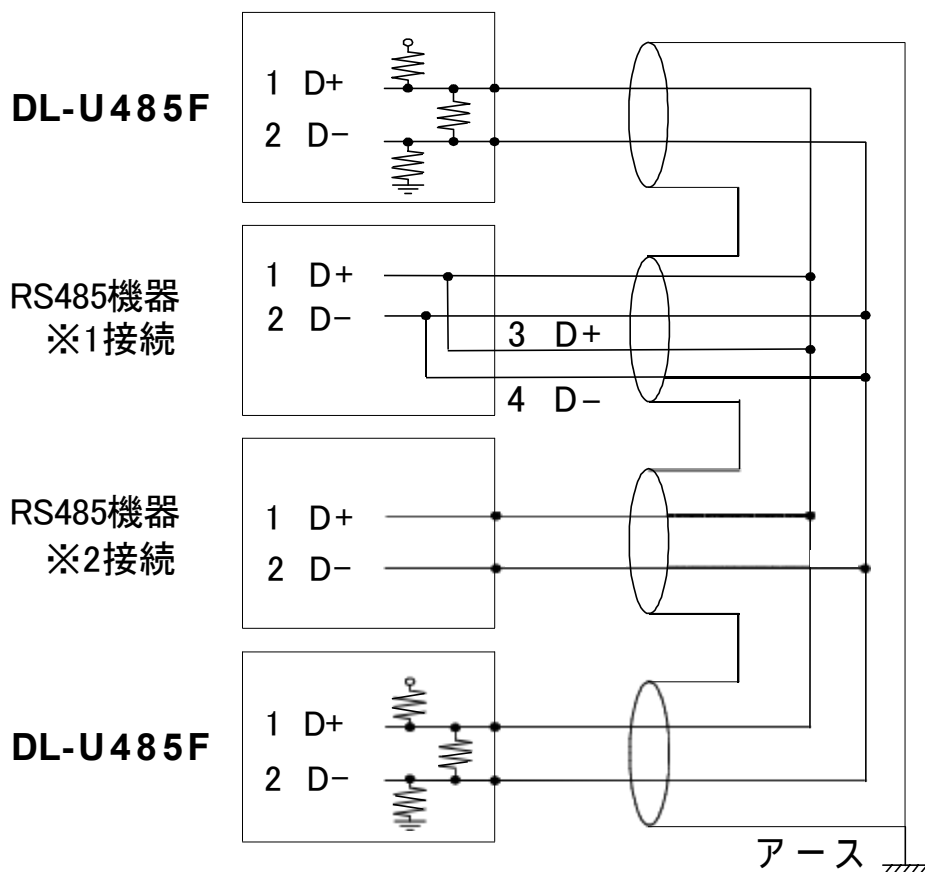 DL-U485F
1 D+
2 D-
RS485機器
※1接続
1 D+
2 D-
3 D+
4 D-
RS485機器
※2接続
1 D+
2 D-
DL-U485F
1 D+
2 D-
アース